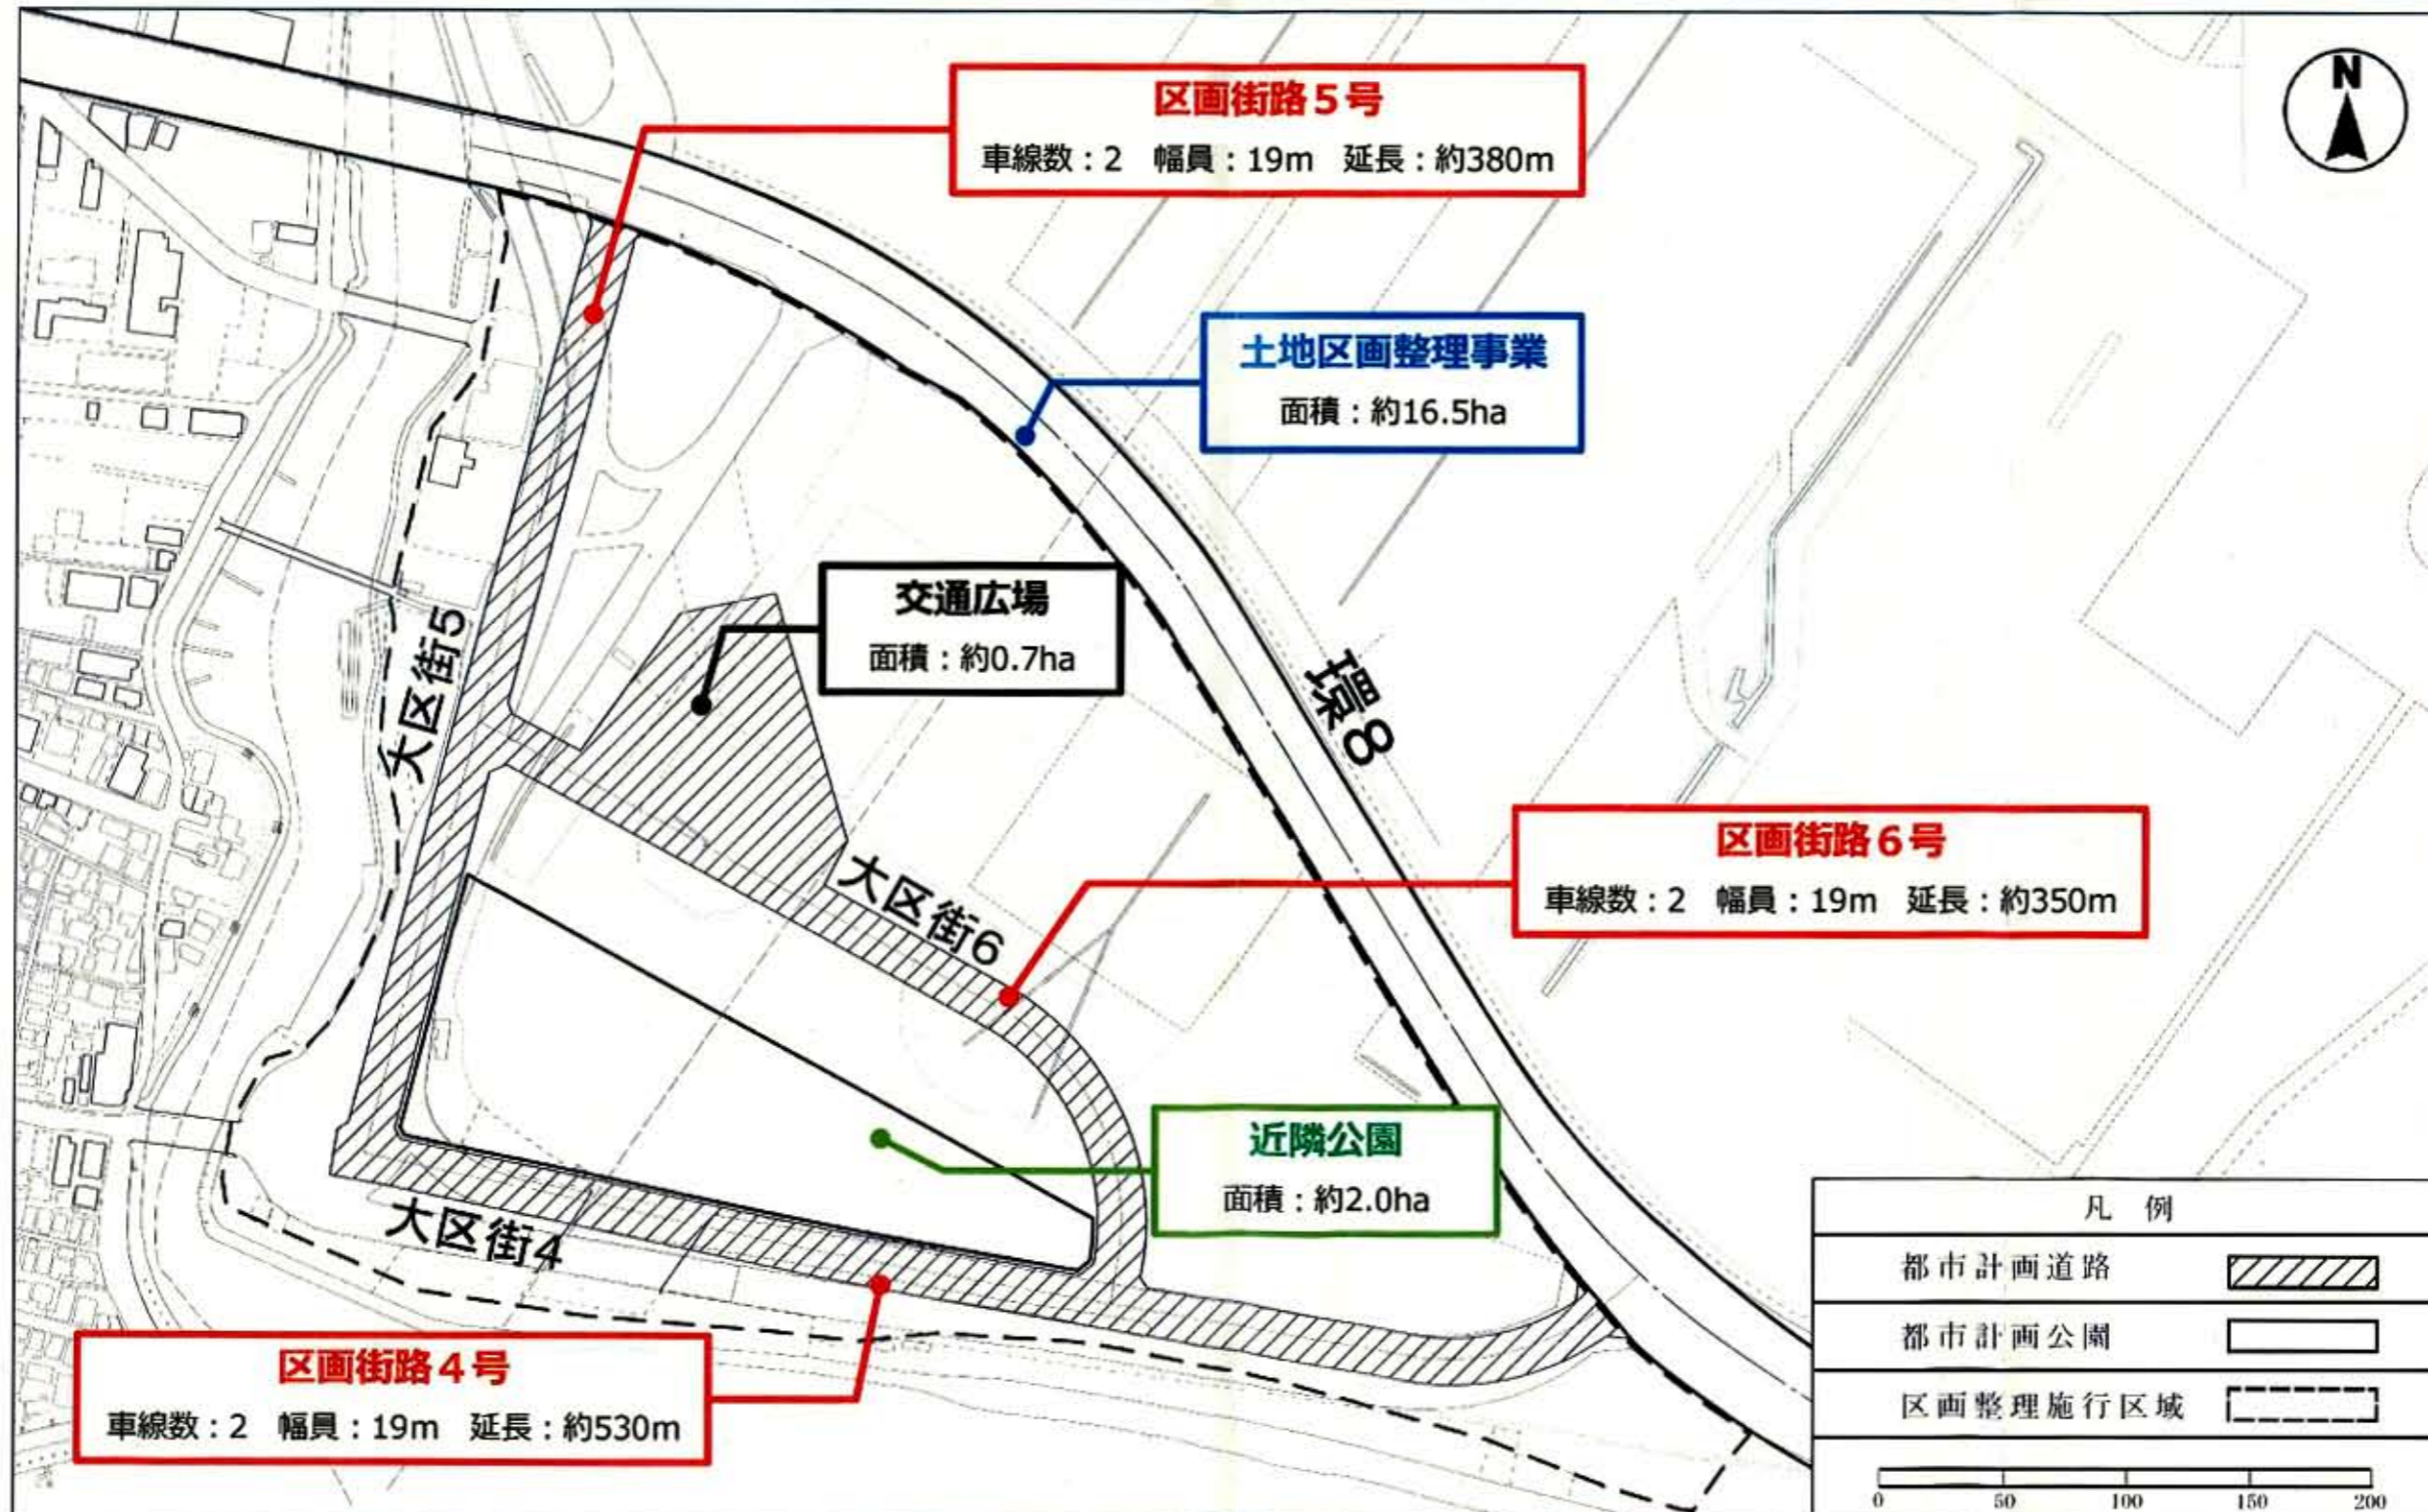 N
区画街路5号
車線数：2　幅員：19m　延長：約380m
土地区画整理事業
面積：約16.5ha
交通広場
面積：約0.7ha
大区街5
環8
区画街路6号
車線数：2　幅員：19m　延長：約350m
大区街6
近隣公園
面積：約2.0ha
大区街4
区画街路4号
車線数：2　幅員：19m　延長：約530m
凡 例
都市計画道路
都市計画公園
区画整理施行区域
0 50 100 150 200